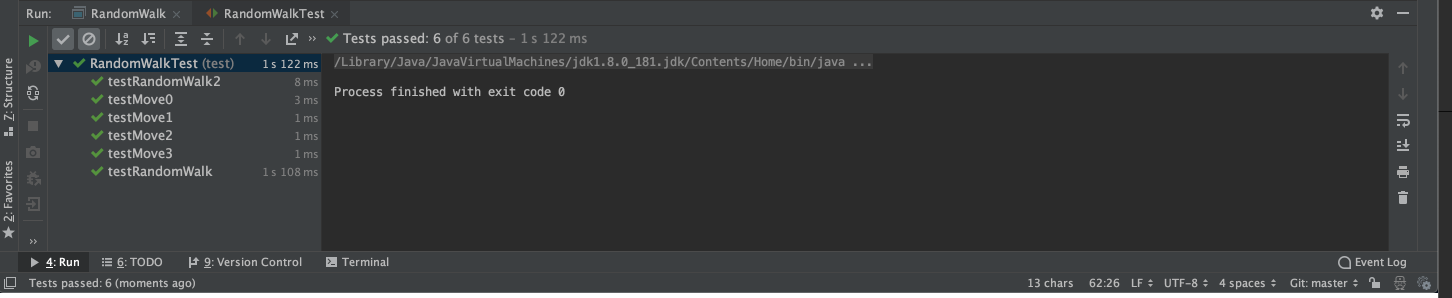 Run: RandomWalk RandomWalkTest
Tests passed: 6 of 6 tests – 1 s 122 ms
RandomWalkTest (test) 1 s 122 ms
testRandomWalk2 8 ms
testMove0 3 ms
testMove1 1 ms
testMove2 1 ms
testMove3 1 ms
testRandomWalk 1 s 108 ms
/Library/Java/JavaVirtualMachines/jdk1.8.0_181.jdk/Contents/Home/bin/java ...
Process finished with exit code 0
Z: Structure
2: Favorites
4: Run 6: TODO 9: Version Control Terminal Event Log
Tests passed: 6 (moments ago) 13 chars 62:26 LF UTF-8 4 spaces Git: master